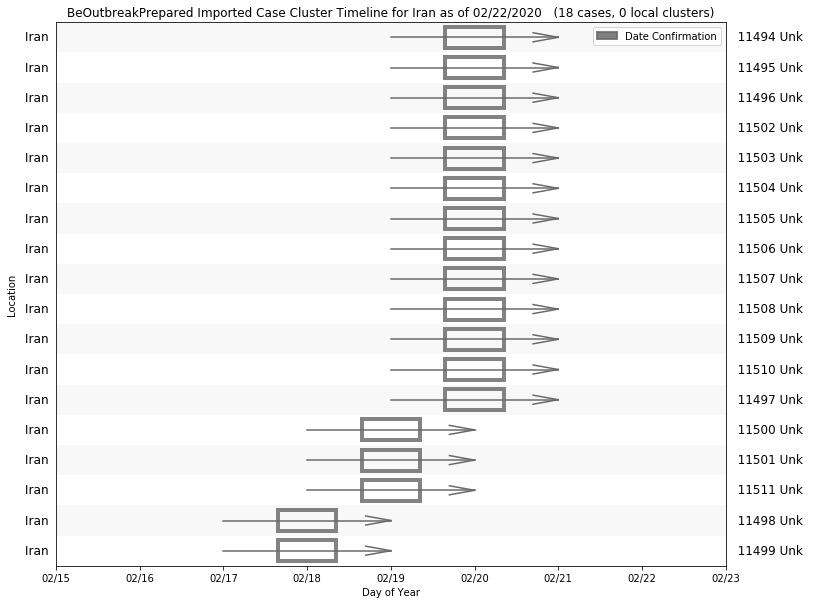 BeOutbreakPrepared Imported Case Cluster Timeline for Iran as of 02/22/2020   (18 cases, 0 local clusters)
Date Confirmation
Iran 11494 Unk
Iran 11495 Unk
Iran 11496 Unk
Iran 11502 Unk
Iran 11503 Unk
Iran 11504 Unk
Iran 11505 Unk
Iran 11506 Unk
Iran 11507 Unk
Iran 11508 Unk
Iran 11509 Unk
Iran 11510 Unk
Iran 11497 Unk
Iran 11500 Unk
Iran 11501 Unk
Iran 11511 Unk
Iran 11498 Unk
Iran 11499 Unk
Location
02/15 02/16 02/17 02/18 02/19 02/20 02/21 02/22 02/23
Day of Year